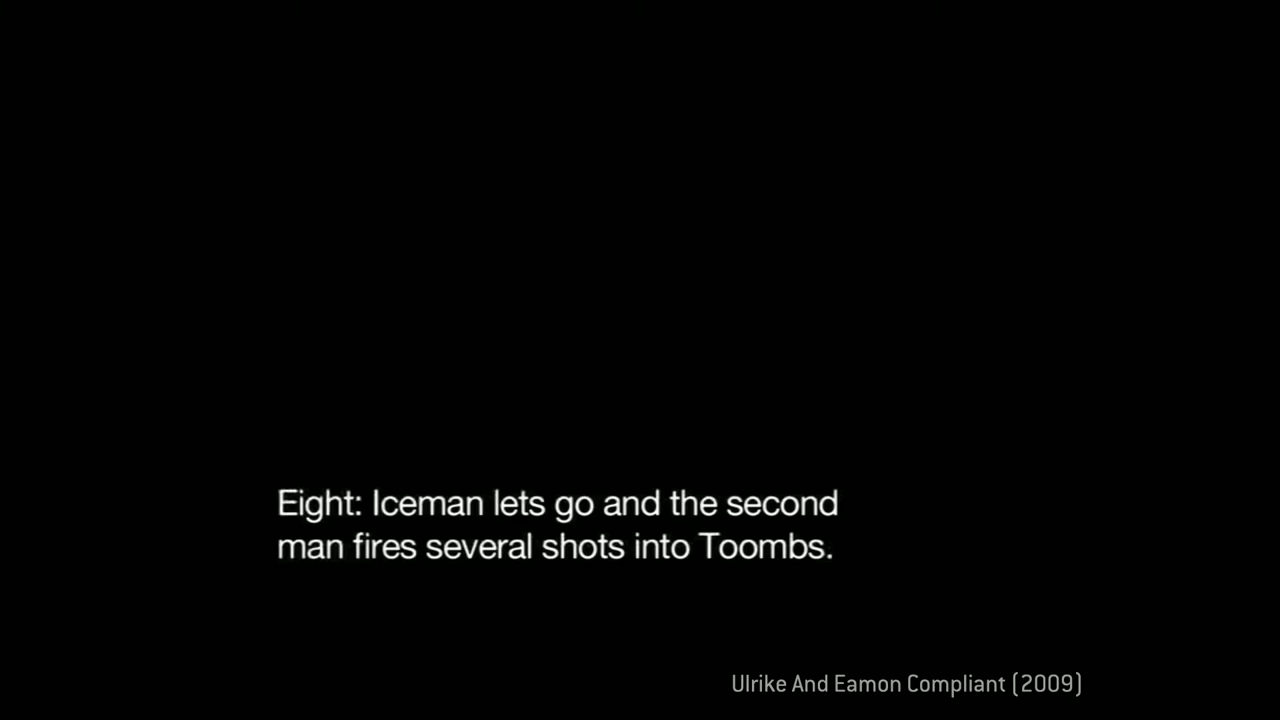 Eight: Iceman lets go and the second
man fires several shots into Toombs.
Ulrike And Eamon Compliant (2009)